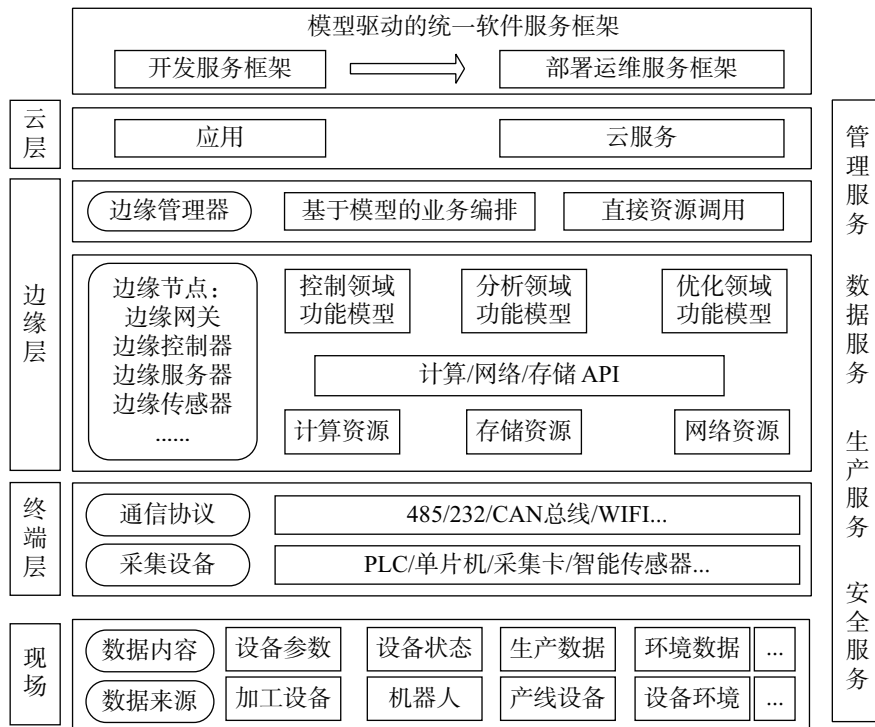 模型驱动的统一软件服务框架
开发服务框架
部署运维服务框架
云层
应用
云服务
边缘层
边缘管理器
基于模型的业务编排
直接资源调用
边缘节点：
边缘网关
边缘控制器
边缘服务器
边缘传感器
......
控制领域
功能模型
分析领域
功能模型
优化领域
功能模型
计算/网络/存储 API
计算资源
存储资源
网络资源
终端层
通信协议
485/232/CAN总线/WIFI...
采集设备
PLC/单片机/采集卡/智能传感器...
现场
数据内容
设备参数
设备状态
生产数据
环境数据
...
数据来源
加工设备
机器人
产线设备
设备环境
...
管理服务
数据服务
生产服务
安全服务